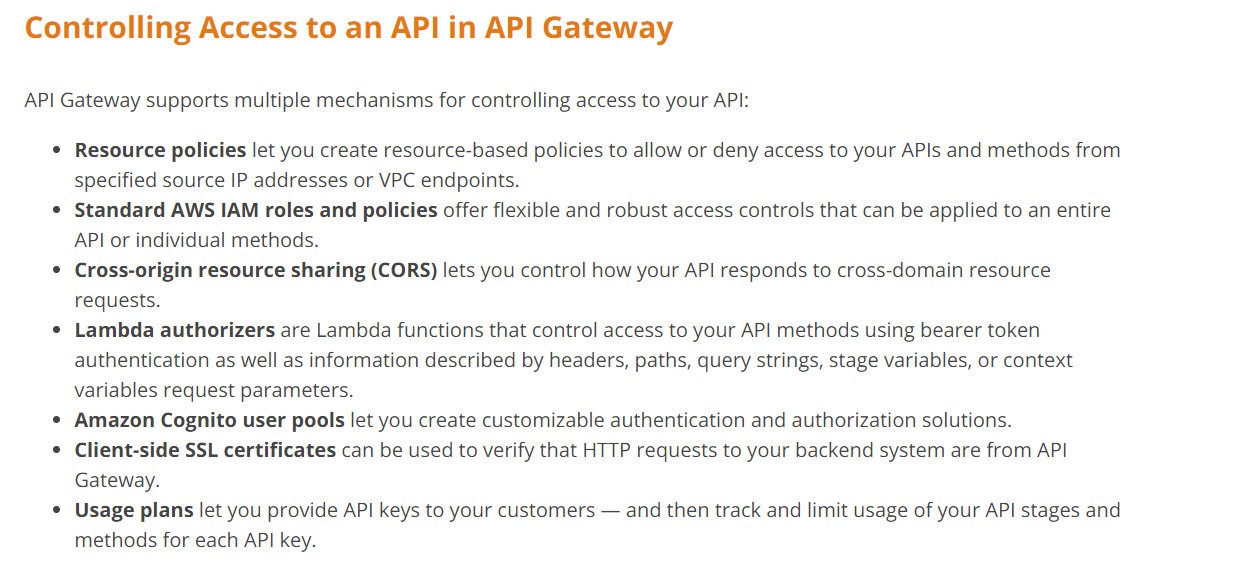 Controlling Access to an API in API Gateway
API Gateway supports multiple mechanisms for controlling access to your API:
• Resource policies let you create resource-based policies to allow or deny access to your APIs and methods from
specified source IP addresses or VPC endpoints.
• Standard AWS IAM roles and policies offer flexible and robust access controls that can be applied to an entire
API or individual methods.
• Cross-origin resource sharing (CORS) lets you control how your API responds to cross-domain resource
requests.
• Lambda authorizers are Lambda functions that control access to your API methods using bearer token
authentication as well as information described by headers, paths, query strings, stage variables, or context
variables request parameters.
• Amazon Cognito user pools let you create customizable authentication and authorization solutions.
• Client-side SSL certificates can be used to verify that HTTP requests to your backend system are from API
Gateway.
• Usage plans let you provide API keys to your customers — and then track and limit usage of your API stages and
methods for each API key.